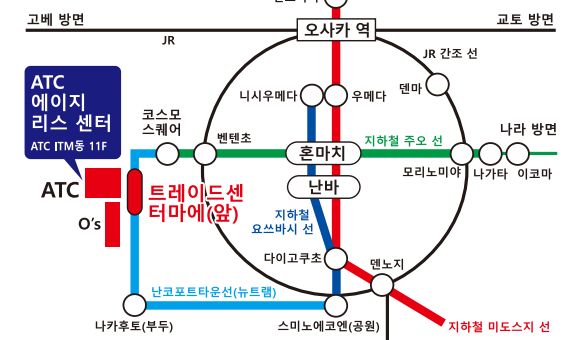 고베 방면
교토 방면
오사카 역
JR
JR 간조 선
ATC
에이지
리스 센터
ATC ITM동 11F
니시우메다
우메다
덴마
코스모
스퀘어
벤텐초
혼마치
지하철 주오 선
나라 방면
모리노미야
나가타
이코마
ATC
트레이드센
터마에(앞)
난바
O's
지하철
요쓰바시 선
다이고쿠초
덴노지
난코포트타운선(뉴트램)
나카후토(부두)
스미노에코엔(공원)
지하철 미도스지 선